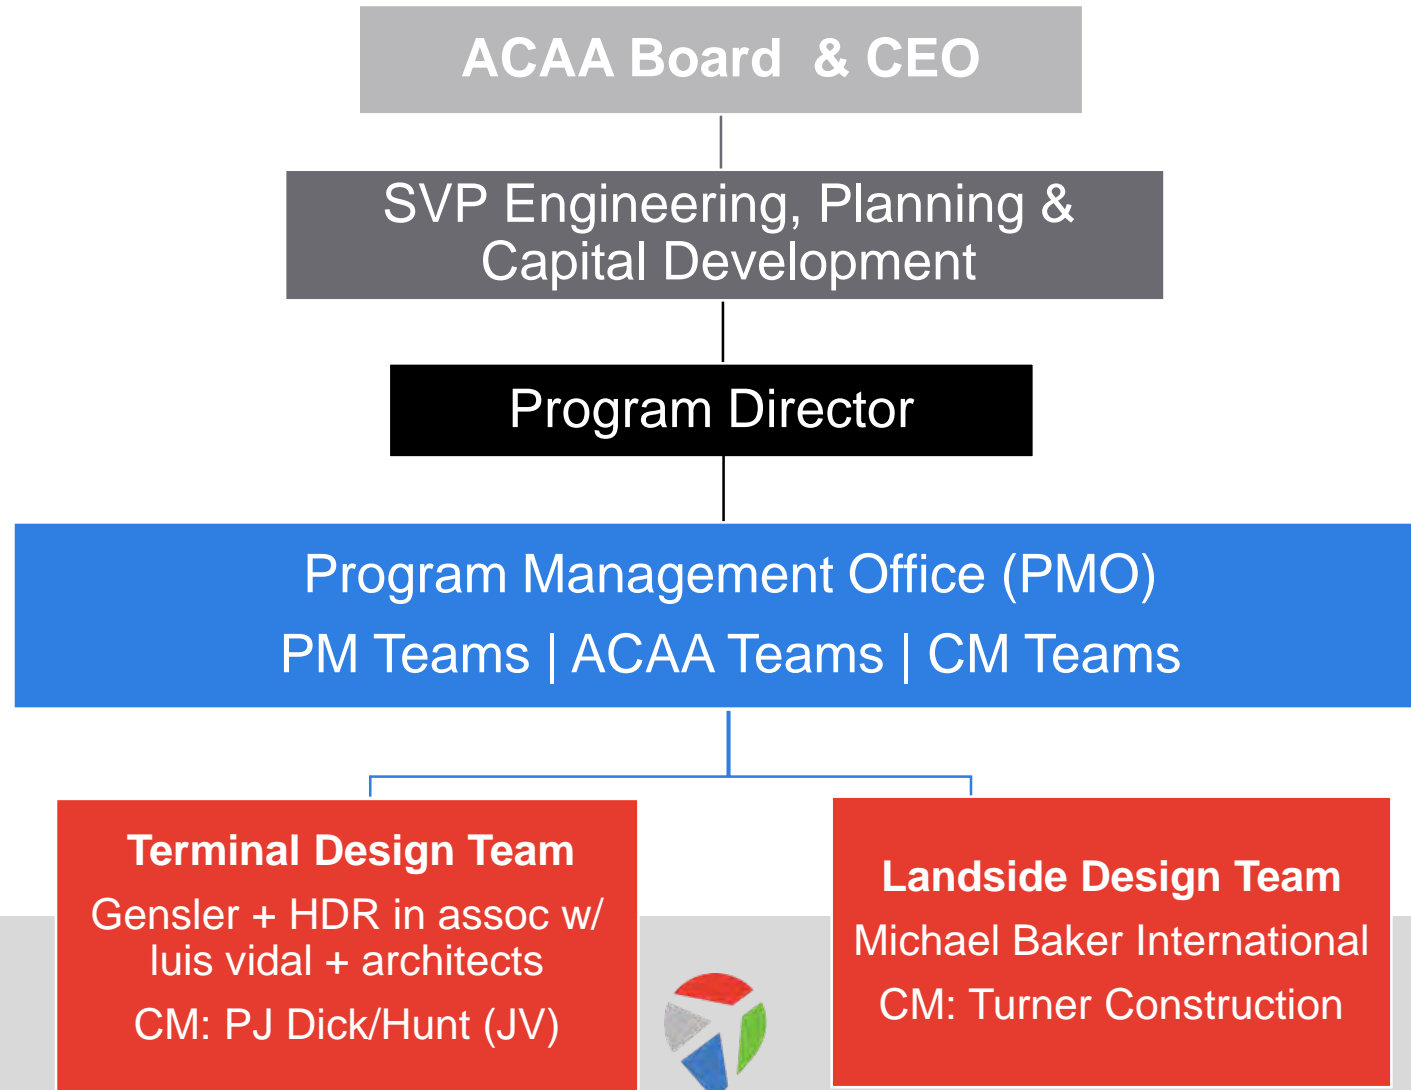 ACAA Board & CEO
SVP Engineering, Planning &
Capital Development
Program Director
Program Management Office (PMO)
PM Teams | ACAA Teams | CM Teams
Terminal Design Team
Gensler + HDR in assoc w/
luis vidal + architects
CM: PJ Dick/Hunt (JV)
Landside Design Team
Michael Baker International
CM: Turner Construction